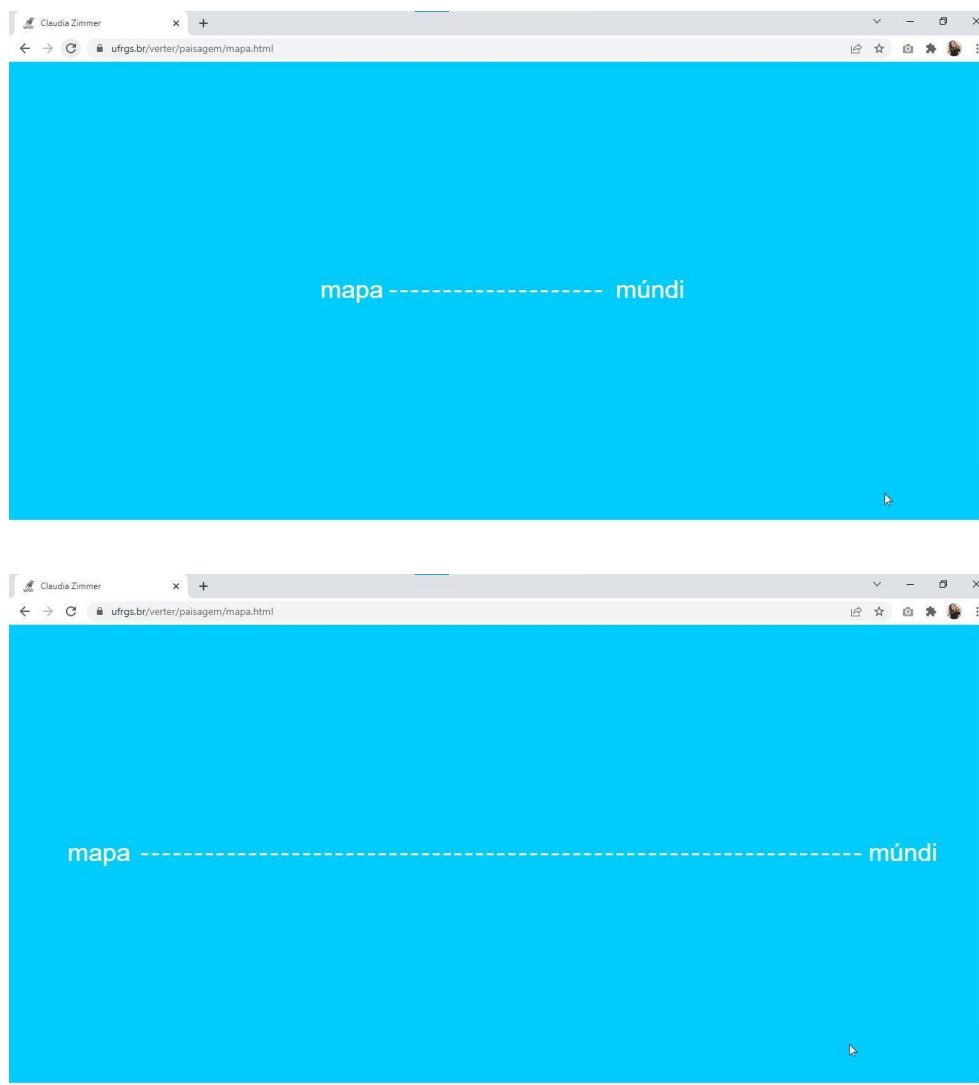 Claudia Zimmer
ufrgs.br/verter/paisagem/mapa.html
mapa -------------------- múndi
Claudia Zimmer
ufrgs.br/verter/paisagem/mapa.html
mapa ------------------------------------------------------------------- múndi